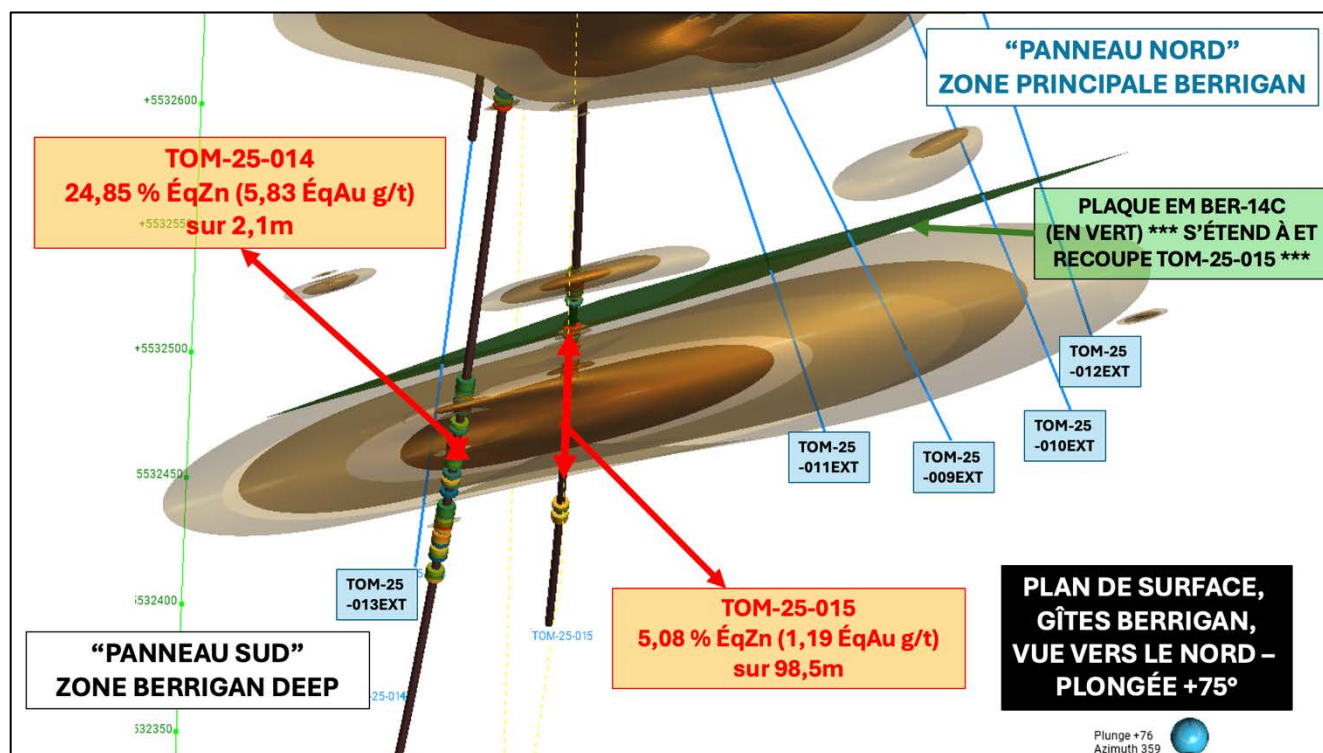 “PANNEAU NORD”
ZONE PRINCIPALE BERRIGAN
+5532600
TOM-25-014
24,85 % ÉqZn (5,83 ÉqAu g/t)
sur 2,1m
+5532550
PLAQUE EM BER-14C
(EN VERT) *** S’ÉTEND À ET
RECOUPE TOM-25-015 ***
+5532500
TOM-25
-012EXT
TOM-25
-010EXT
TOM-25
-011EXT
TOM-25
-009EXT
5532450
TOM-25
-013EXT
:532400
TOM-25-015
TOM-25-015
5,08 % ÉqZn (1,19 ÉqAu g/t)
sur 98,5m
PLAN DE SURFACE,
GÎTES BERRIGAN,
VUE VERS LE NORD –
PLONGÉE +75°
“PANNEAU SUD”
ZONE BERRIGAN DEEP
-25-014
:532350
Plunge +76
Azimuth 359